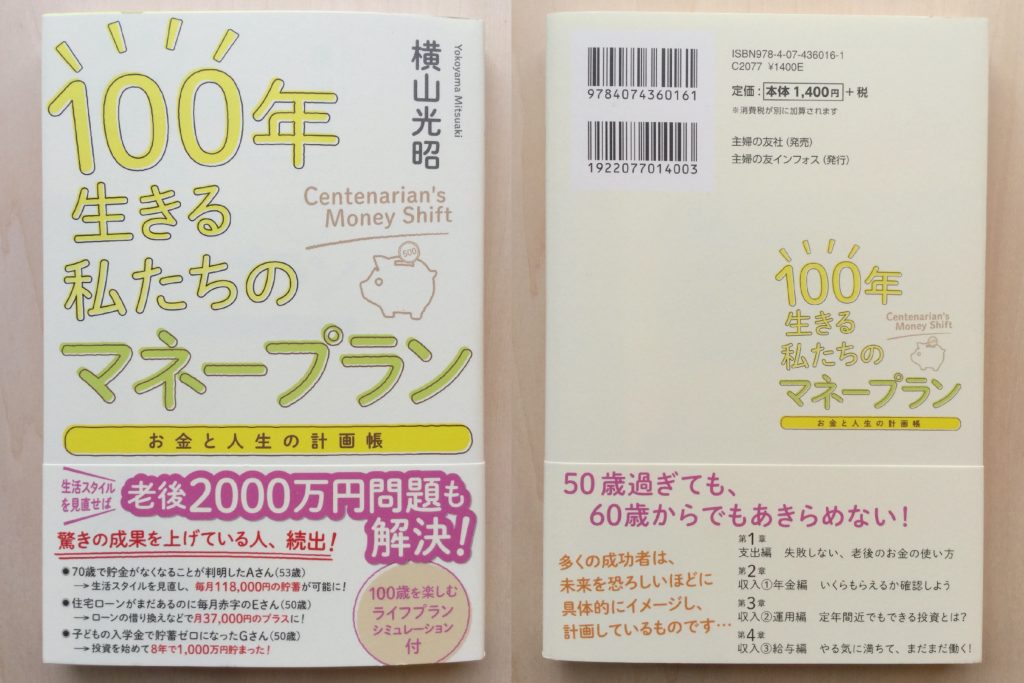 100年
生きる
私たちの
マネープラン
お金と人生の計画帳
横山光昭
Yokoyama Mitsuaki
Centenarian's
Money Shift
500
生活スタイル
を見直せば
老後2000万円問題も
解決!
驚きの成果を上げている人、続出!
●70歳で貯金がなくなることが判明したAさん(53歳)
→生活スタイルを見直し、毎月118,000円の貯蓄が可能に!
●住宅ローンがまだあるのに毎月赤字のEさん(50歳)
→ローンの借り換えなどで月37,000円のプラスに!
●子どもの入学金で貯蓄ゼロになったGさん(50歳)
→投資を始めて8年で1,000万円貯まった!
100歳を楽しむ
ライフプラン
シミュレーション
付
9784074360161
1922077014003
ISBN978-4-07-436016-1
C2077 ¥1400E
定価:本体1,400円+税
※消費税が別に加算されます
主婦の友社(発売)
主婦の友インフォス(発行)
100年
生きる
私たちの
マネープラン
Centenarian's
Money Shift
お金と人生の計画帳
50歳過ぎても、
60歳からでもあきらめない!
多くの成功者は、
未来を恐ろしいほどに
具体的にイメージし、
計画しているものです…
第1章
支出編 失敗しない、老後のお金の使い方
第2章
収入①年金編 いくらもらえるか確認しよう
第3章
収入②運用編 定年間近でもできる投資とは?
第4章
収入③給与編 やる気に満ちて、まだまだ働く!